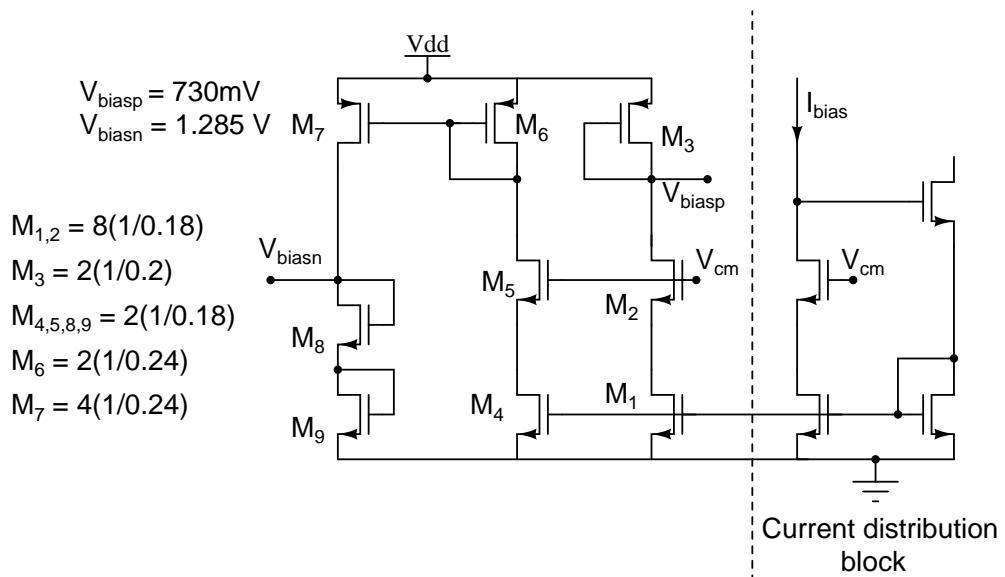 Vdd
V_biasp = 730mV
V_biasn = 1.285 V
M_7
M_6
M_3
I_bias
V_biasp
M_1,2 = 8(1/0.18)
M_3 = 2(1/0.2)
M_4,5,8,9 = 2(1/0.18)
M_6 = 2(1/0.24)
M_7 = 4(1/0.24)
V_biasn
M_5
M_2
V_cm
V_cm
M_8
M_9
M_4
M_1
Current distribution
block